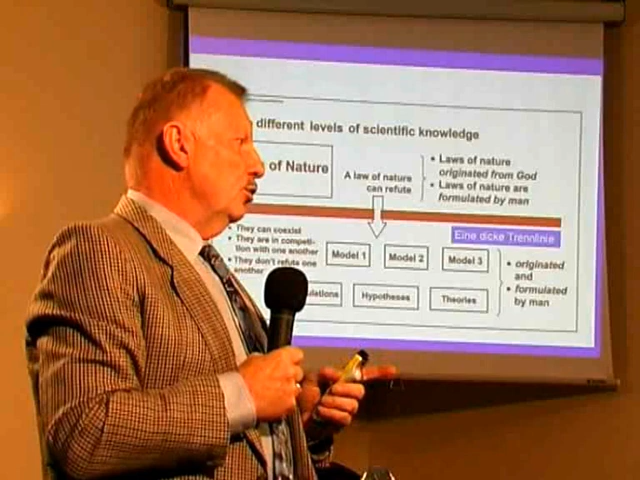 different levels of scientific knowledge
of Nature
A law of nature
can refute
• Laws of nature
originated from God
• Laws of nature are
formulated by man
Eine dicke Trennlinie
• They can coexist
• They are in competi-
tion with one another
• They don't refute one
another
Model 1
Model 2
Model 3
Hypotheses
Theories
• originated
and
• formulated
by man